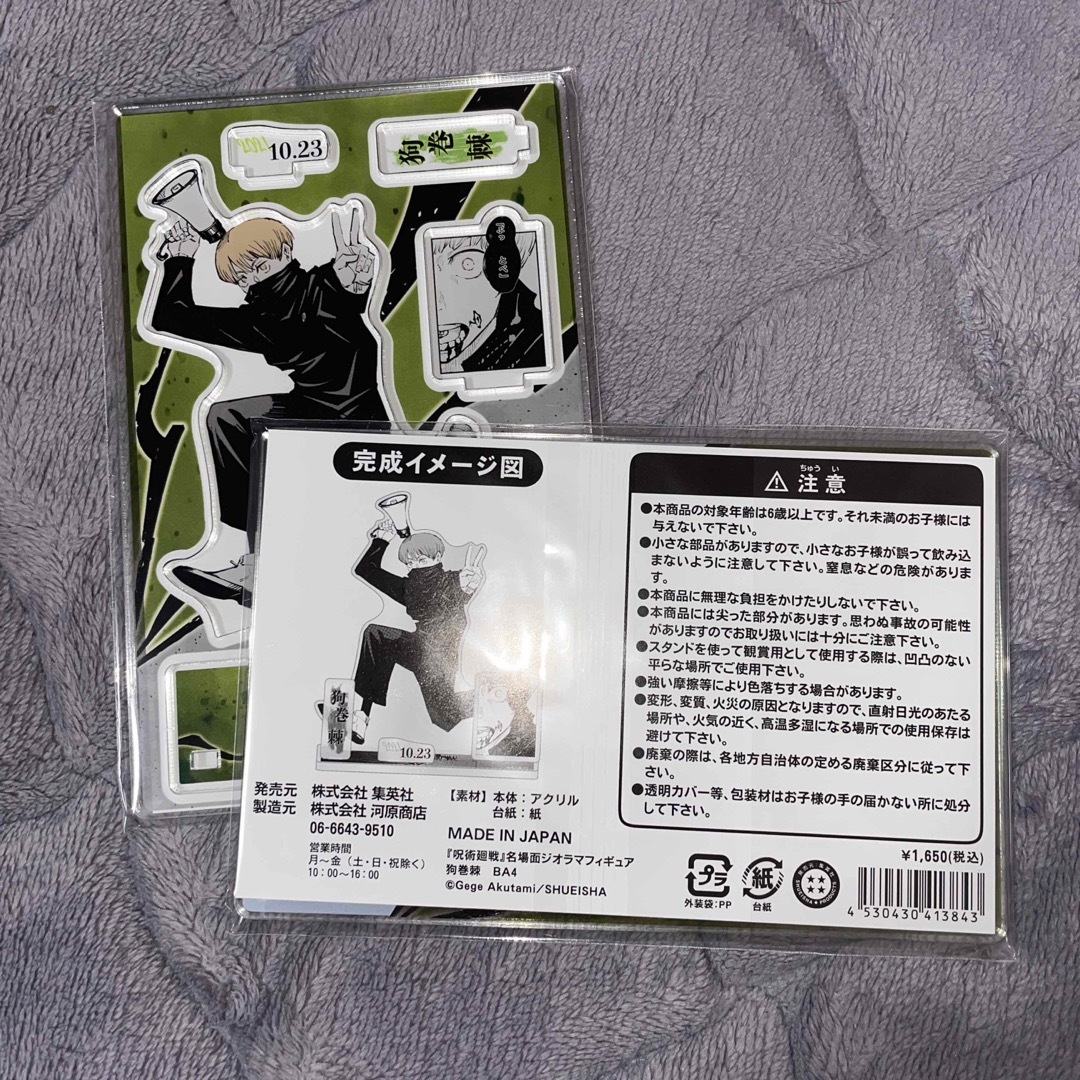 10.23
狗巻棘
完成イメージ図
狗巻棘
10.23
発売元 株式会社 集英社
製造元 株式会社 河原商店
06-6643-9510
営業時間
月〜金（土・日・祝除く）
10：00〜16：00
【素材】本体：アクリル
台紙：紙
MADE IN JAPAN
『呪術廻戦』名場面ジオラマフィギュア
狗巻棘 BA4
©Gege Akutami/SHUEISHA
ちゅうい
注意
●本商品の対象年齢は6歳以上です。それ未満のお子様には
与えないで下さい。
●小さな部品がありますので、小さなお子様が誤って飲み込
まないように注意して下さい。窒息などの危険がありま
す。
●本商品に無理な負担をかけたりしないで下さい。
●本商品には尖った部分があります。思わぬ事故の可能性
がありますのでお取り扱いには十分にご注意下さい。
●スタンドを使って観賞用として使用する際は、凹凸のない
平らな場所でご使用下さい。
●強い摩擦等により色落ちする場合があります。
●変形、変質、火災の原因となりますので、直射日光のあたる
場所や、火気の近く、高温多湿になる場所での使用保存は
避けて下さい。
●廃棄の際は、各地方自治体の定める廃棄区分に従って下
さい。
●透明カバー等、包装材はお子様の手の届かない所に処分
して下さい。
¥1,650(税込)
プラ
外装袋:PP
紙
台紙
4 530430 413843